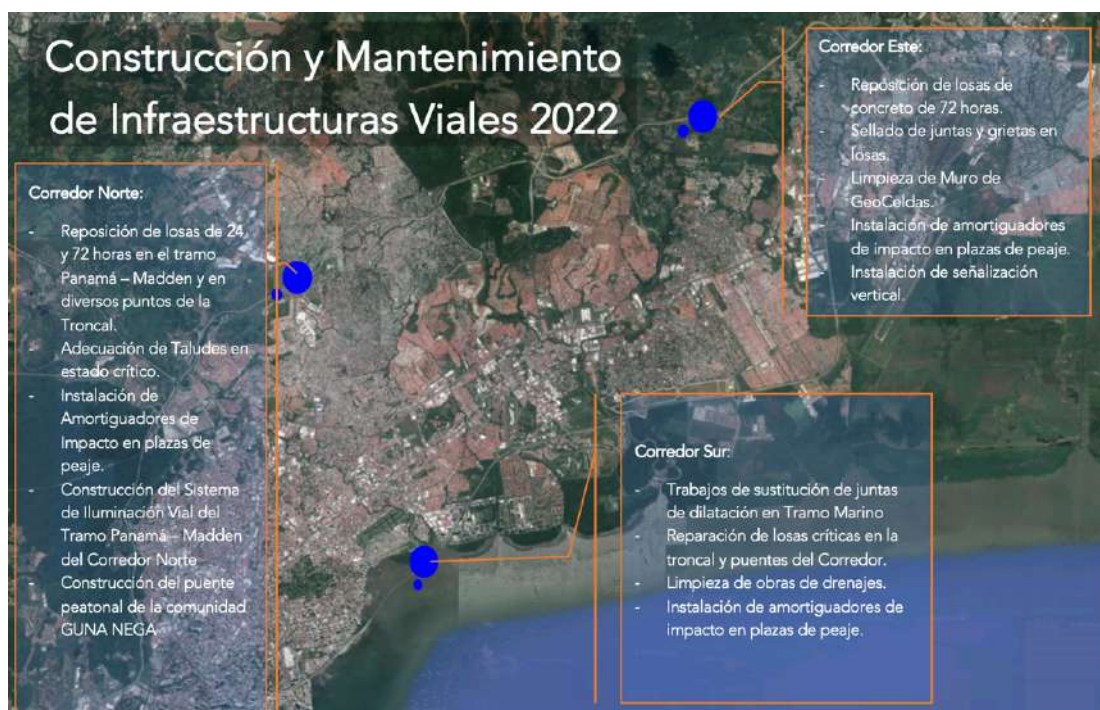 Construcción y Mantenimiento
de Infraestructuras Viales 2022
Corredor Norte:
- Reposición de losas de 24
y 72 horas en el tramo
Panamá – Madden y en
diversos puntos de la
Troncal.
- Adecuación de Taludes en
estado crítico.
- Instalación de
Amortiguadores de
Impacto en plazas de
peaje.
- Construcción del Sistema
de Iluminación Vial del
Tramo Panamá – Madden
del Corredor Norte
- Construcción del puente
peatonal de la comunidad
GUNA NEGA
Corredor Este:
- Reposición de losas de
concreto de 72 horas.
- Sellado de juntas y grietas en
losas.
- Limpieza de Muro de
GeoCeldas.
- Instalación de amortiguadores
de impacto en plazas de peaje.
- Instalación de señalización
vertical.
Corredor Sur:
- Trabajos de sustitución de juntas
de dilatación en Tramo Marino
- Reparación de losas críticas en la
troncal y puentes del Corredor.
- Limpieza de obras de drenajes.
- Instalación de amortiguadores de
impacto en plazas de peaje.